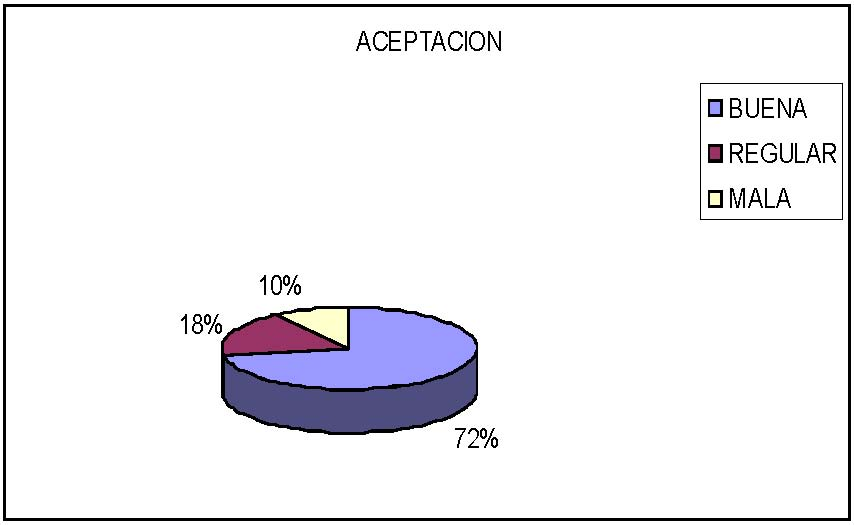 ACEPTACION
BUENA
REGULAR
MALA
10%
18%
72%